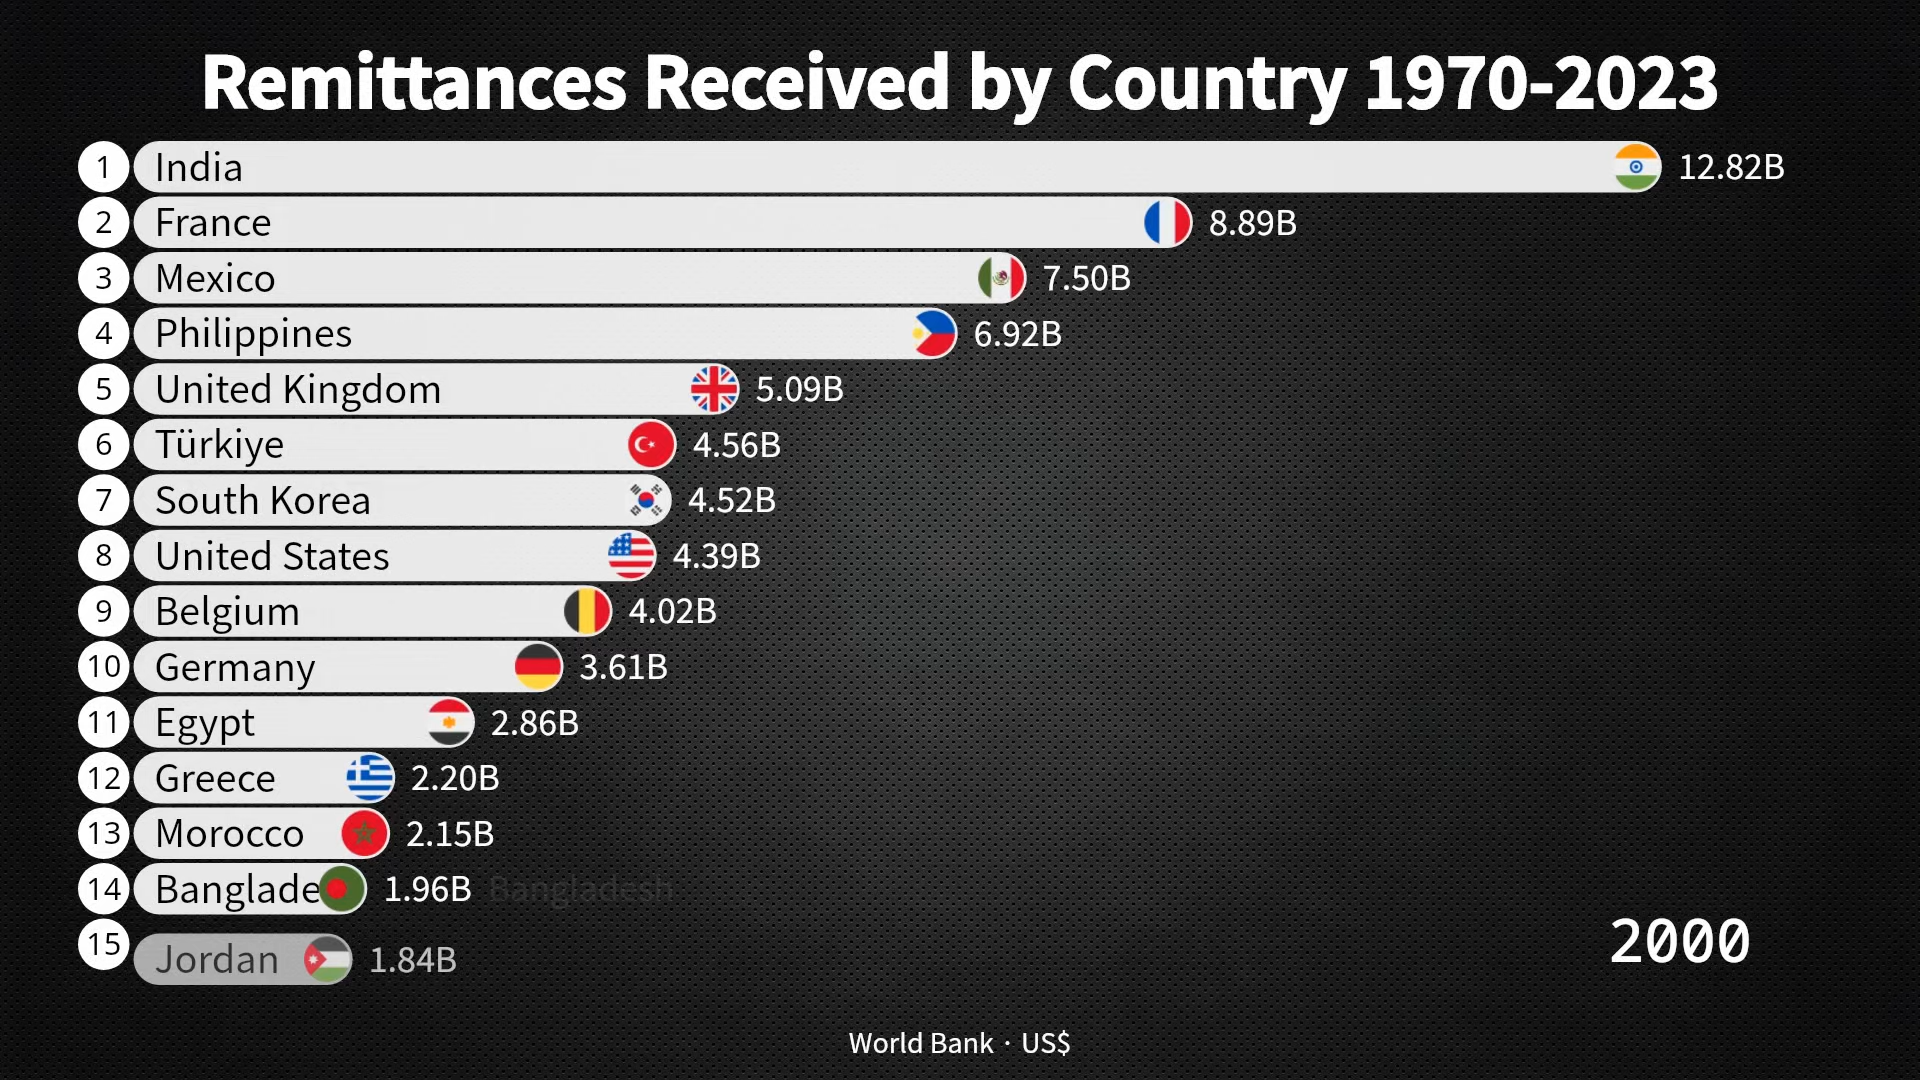 Remittances Received by Country 1970-2023
1 India 12.82B
2 France 8.89B
3 Mexico 7.50B
4 Philippines 6.92B
5 United Kingdom 5.09B
6 Türkiye 4.56B
7 South Korea 4.52B
8 United States 4.39B
9 Belgium 4.02B
10 Germany 3.61B
11 Egypt 2.86B
12 Greece 2.20B
13 Morocco 2.15B
14 Banglade 1.96B Bangladesh
15 Jordan 1.84B
2000
World Bank · US$